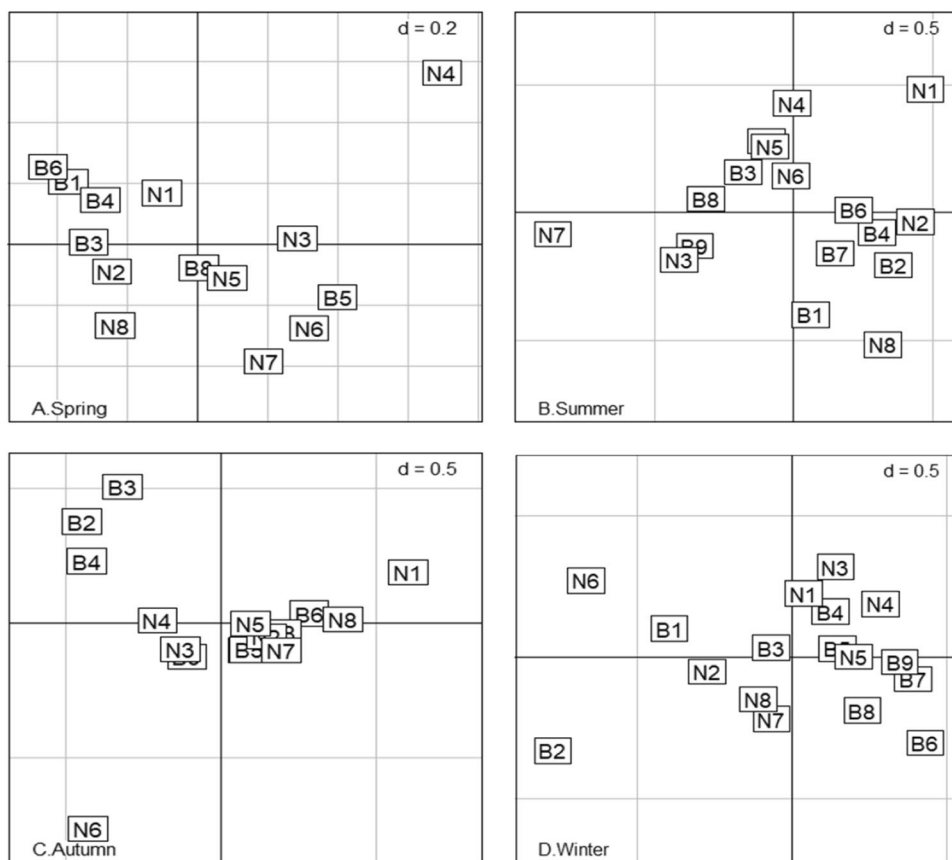 d = 0.2
N4
B6
B1
B4
N1
B3
N3
N2
B8
N5
B5
N8
N6
N7
A.Spring
d = 0.5
N1
N4
N5
B3
N6
B8
B6
N2
N7
B4
B9
B7
N3
B2
B1
N8
B.Summer
d = 0.5
B3
B2
B4
N1
B6
N4
N8
N5
N3
N7
N6
C.Autumn
d = 0.5
N3
N6
N1
B4
N4
B1
B3
N5
B9
N2
B7
N8
B8
N7
B6
B2
D.Winter